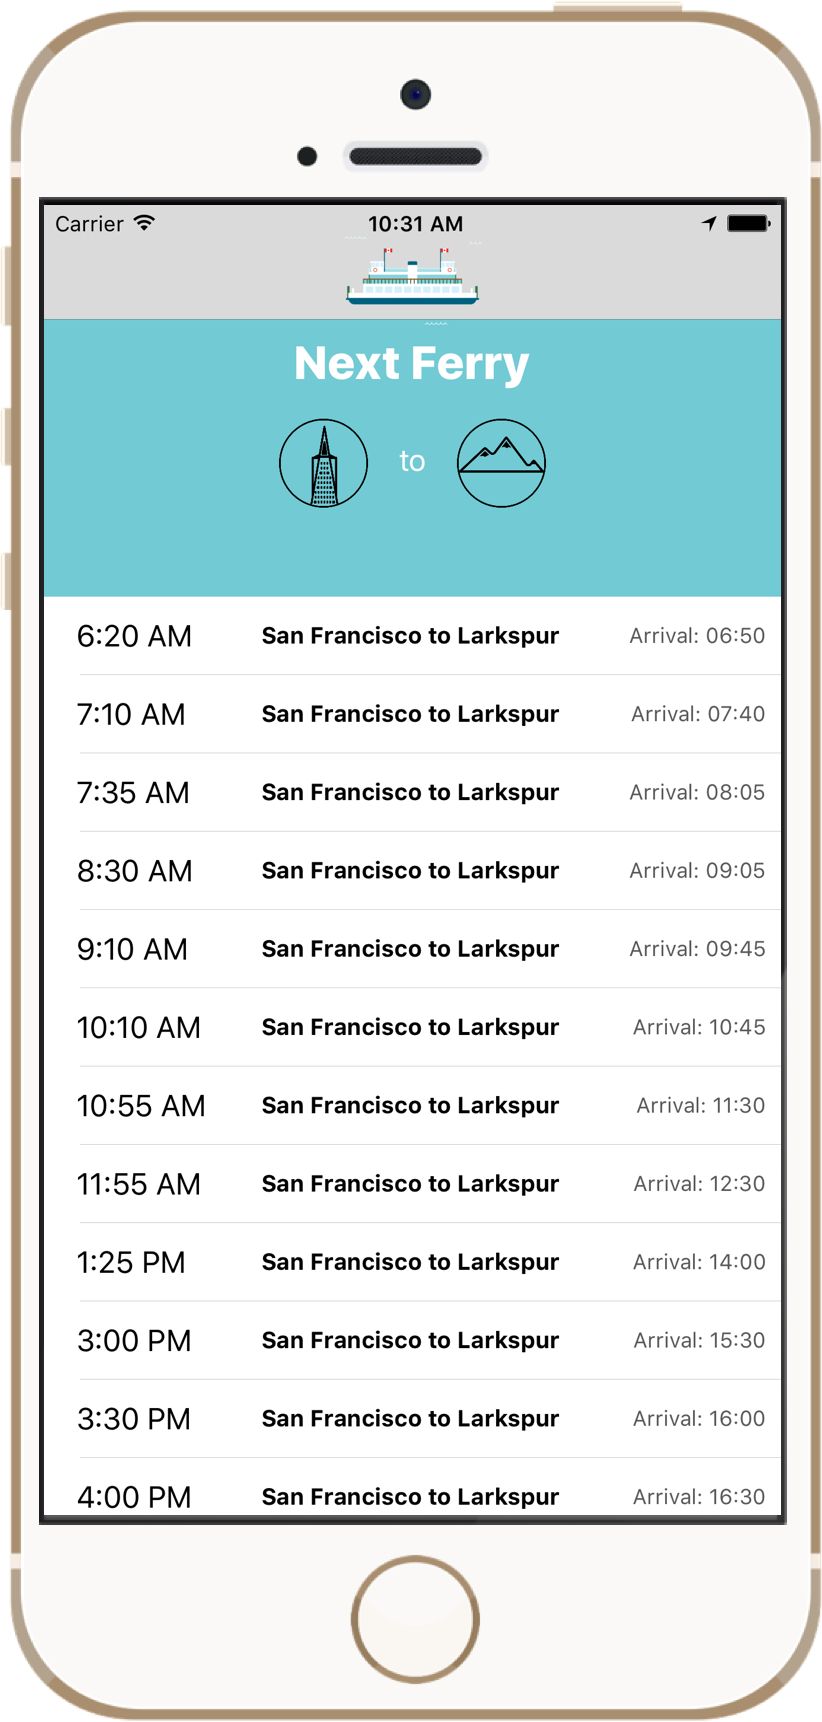 Carrier 10:31 AM
Next Ferry
to
6:20 AM San Francisco to Larkspur Arrival: 06:50
7:10 AM San Francisco to Larkspur Arrival: 07:40
7:35 AM San Francisco to Larkspur Arrival: 08:05
8:30 AM San Francisco to Larkspur Arrival: 09:05
9:10 AM San Francisco to Larkspur Arrival: 09:45
10:10 AM San Francisco to Larkspur Arrival: 10:45
10:55 AM San Francisco to Larkspur Arrival: 11:30
11:55 AM San Francisco to Larkspur Arrival: 12:30
1:25 PM San Francisco to Larkspur Arrival: 14:00
3:00 PM San Francisco to Larkspur Arrival: 15:30
3:30 PM San Francisco to Larkspur Arrival: 16:00
4:00 PM San Francisco to Larkspur Arrival: 16:30